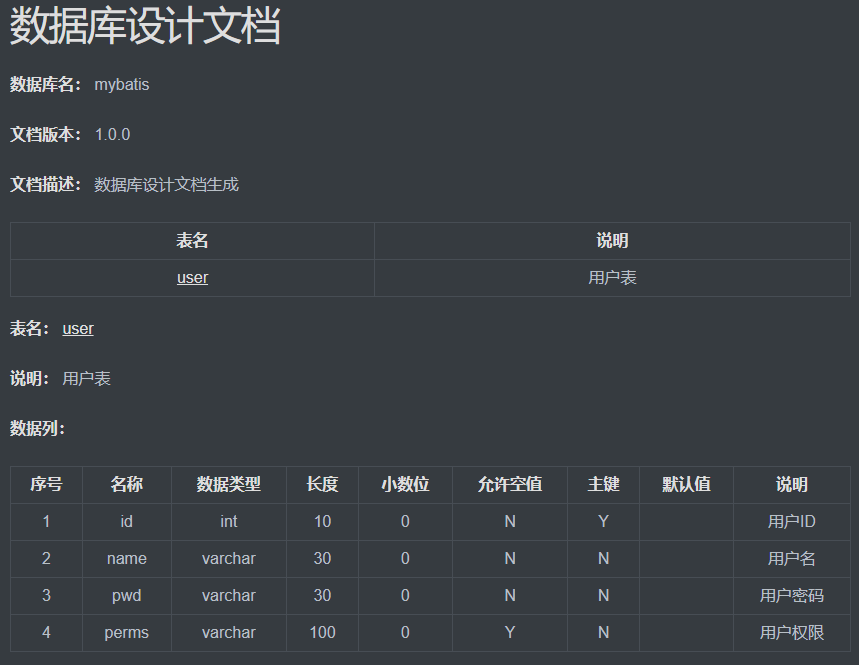 数据库设计文档
数据库名： mybatis
文档版本： 1.0.0
文档描述： 数据库设计文档生成
表名 说明
user 用户表
表名： user
说明： 用户表
数据列：
序号 名称 数据类型 长度 小数位 允许空值 主键 默认值 说明
1 id int 10 0 N Y 用户ID
2 name varchar 30 0 N N 用户名
3 pwd varchar 30 0 N N 用户密码
4 perms varchar 100 0 Y N 用户权限